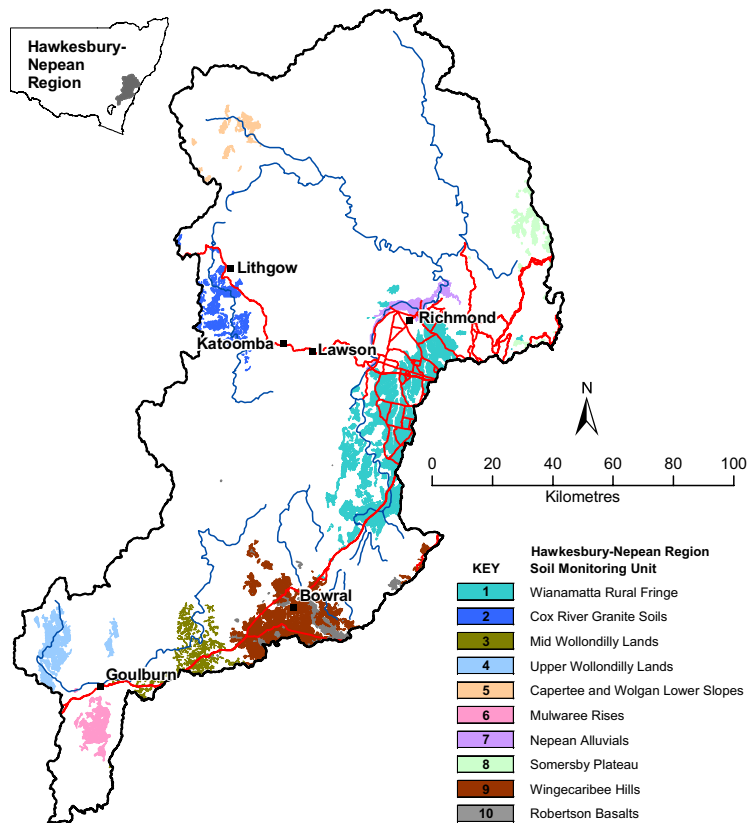 Hawkesbury-
Nepean
Region
Lithgow
Richmond
Katoomba
Lawson
N
0 20 40 60 80 100
Kilometres
Bowral
Goulburn
KEY
Hawkesbury-Nepean Region
Soil Monitoring Unit
1 Wianamatta Rural Fringe
2 Cox River Granite Soils
3 Mid Wollondilly Lands
4 Upper Wollondilly Lands
5 Capertee and Wolgan Lower Slopes
6 Mulwaree Rises
7 Nepean Alluvials
8 Somersby Plateau
9 Wingecaribee Hills
10 Robertson Basalts